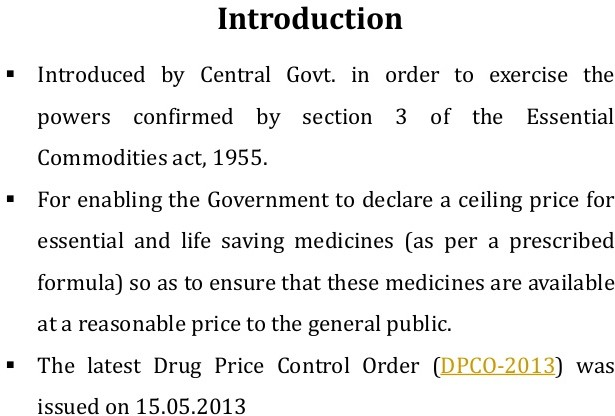 Introduction
▪ Introduced by Central Govt. in order to exercise the
powers confirmed by section 3 of the Essential
Commodities act, 1955.
▪ For enabling the Government to declare a ceiling price for
essential and life saving medicines (as per a prescribed
formula) so as to ensure that these medicines are available
at a reasonable price to the general public.
▪ The latest Drug Price Control Order (DPCO-2013) was
issued on 15.05.2013